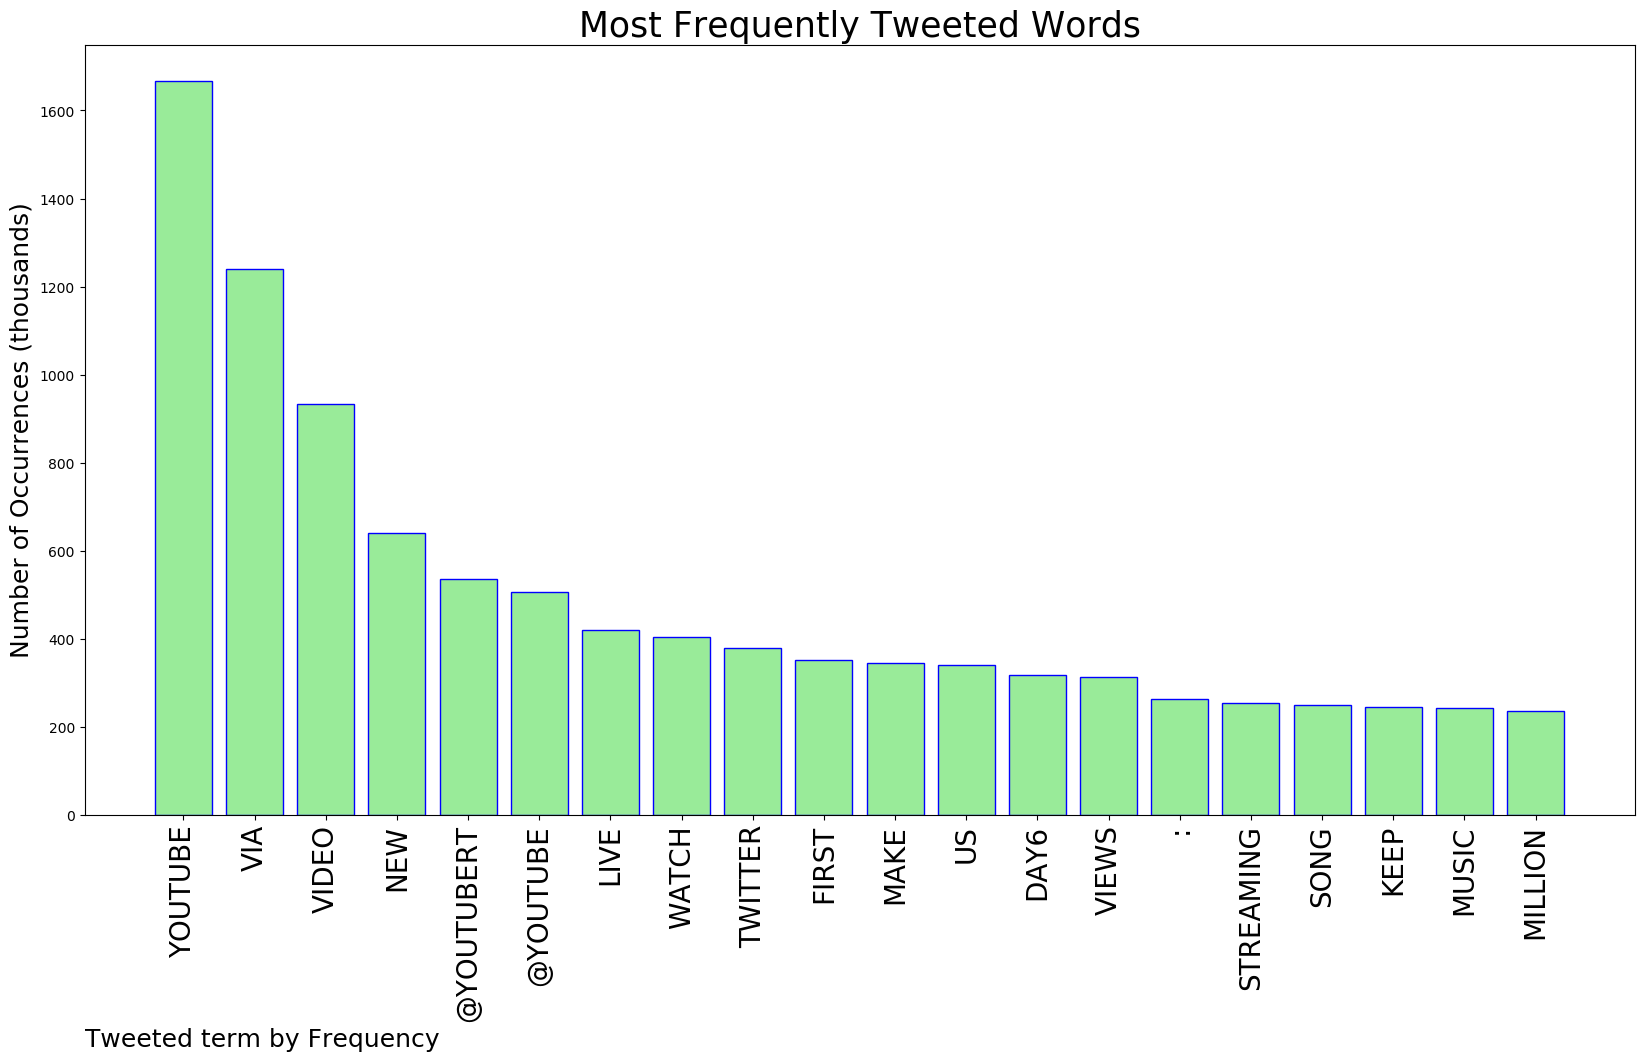 Most Frequently Tweeted Words
Number of Occurrences (thousands)
1600
1400
1200
1000
800
600
400
200
0
YOUTUBE
VIA
VIDEO
NEW
@YOUTUBERT
@YOUTUBE
LIVE
WATCH
TWITTER
FIRST
MAKE
US
DAY6
VIEWS
:
STREAMING
SONG
KEEP
MUSIC
MILLION
Tweeted term by Frequency